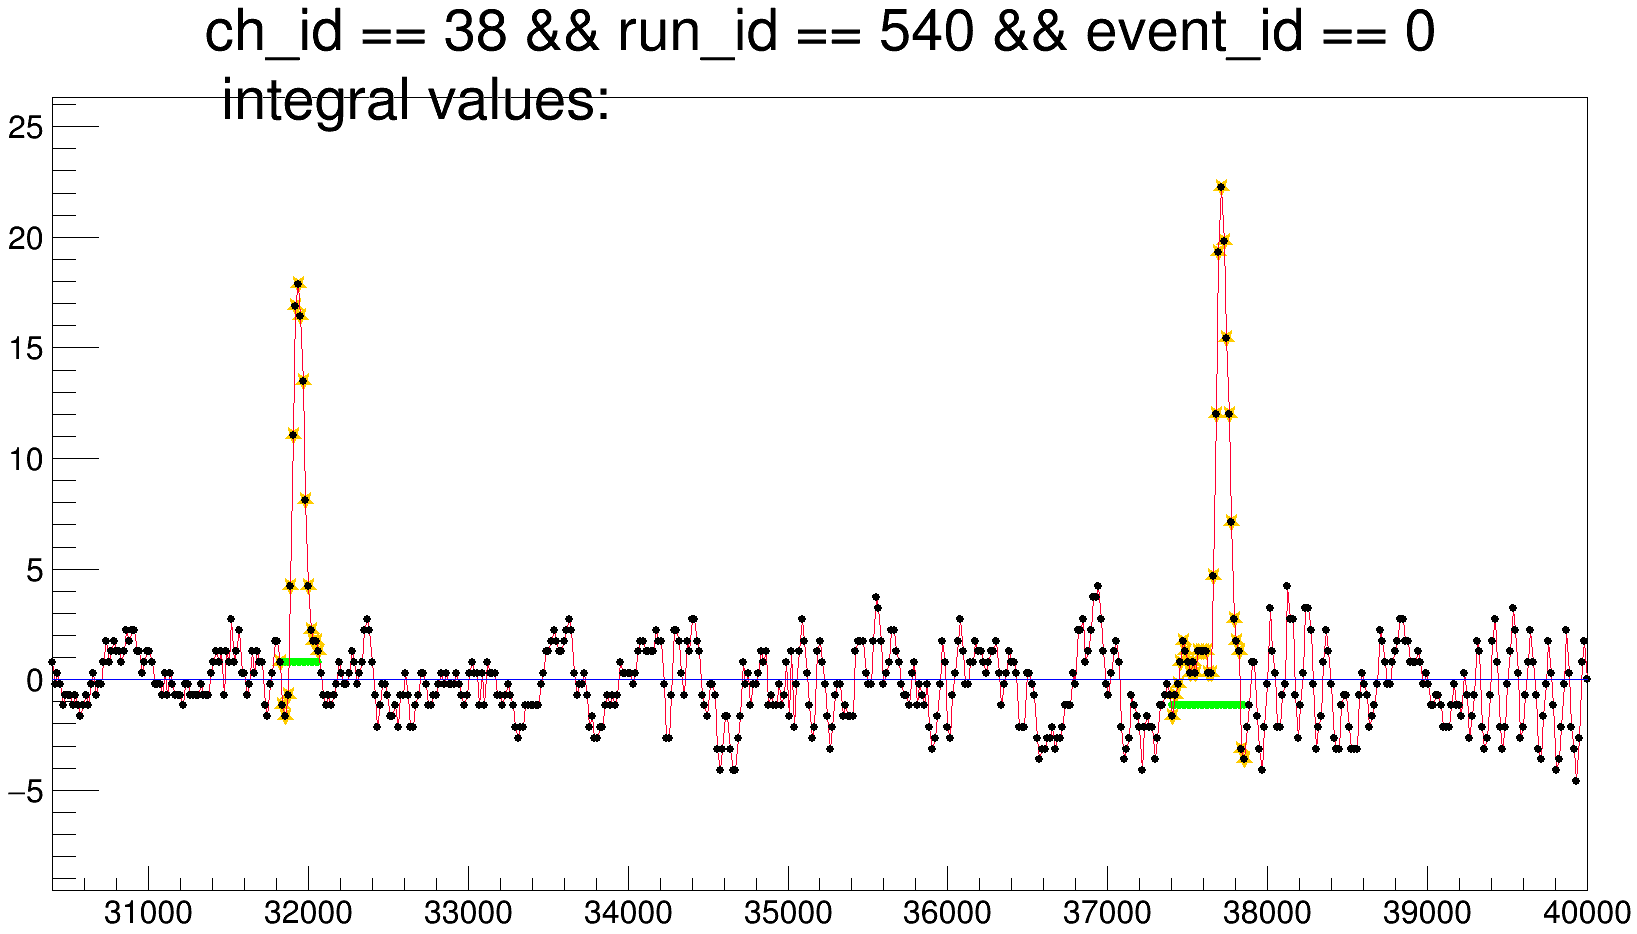 ch_id == 38 && run_id == 540 && event_id == 0
integral values:
25
20
15
10
5
0
−5
31000 32000 33000 34000 35000 36000 37000 38000 39000 40000